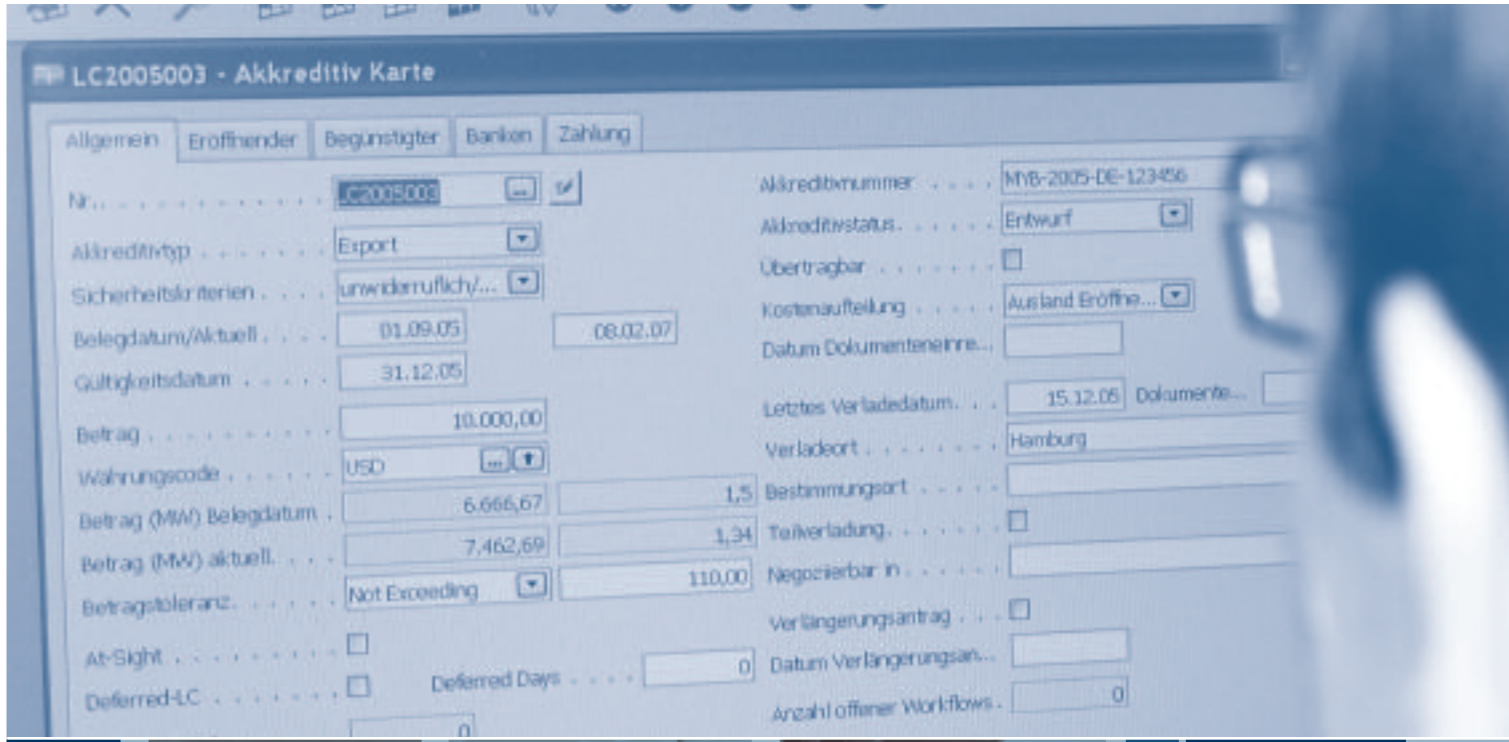 LC2005003 - Akkreditiv Karte
Allgemein Eröffnender Begünstigter Banken Zahlung
Nr. LC2005003 ...
Akkreditivtyp Export
Sicherheitskriterien unwiderruflich/...
Belegdatum/Aktuell 01.09.05 08.02.07
Gültigkeitsdatum 31.12.05
Betrag 10.000,00
Währungscode USD ...
Betrag (MW) Belegdatum 6.666,67 1,5
Betrag (MW) aktuell 7.462,69 1,34
Betragstoleranz Not Exceeding 110,00
At-Sight
Deferred-LC Deferred Days 0
0
Akkreditivnummer MYB-2005-DE-123456
Akkreditivstatus Entwurf
Übertragbar
Kostenaufteilung Ausland Eröffne...
Datum Dokumenteneinre...
Letztes Verladedatum 15.12.05 Dokumente...
Verladeort Hamburg
Bestimmungsort
Teilverladung
Negoziierbar in
Verlängerungsantrag
Datum Verlängerungsan...
Anzahl offener Workflows 0